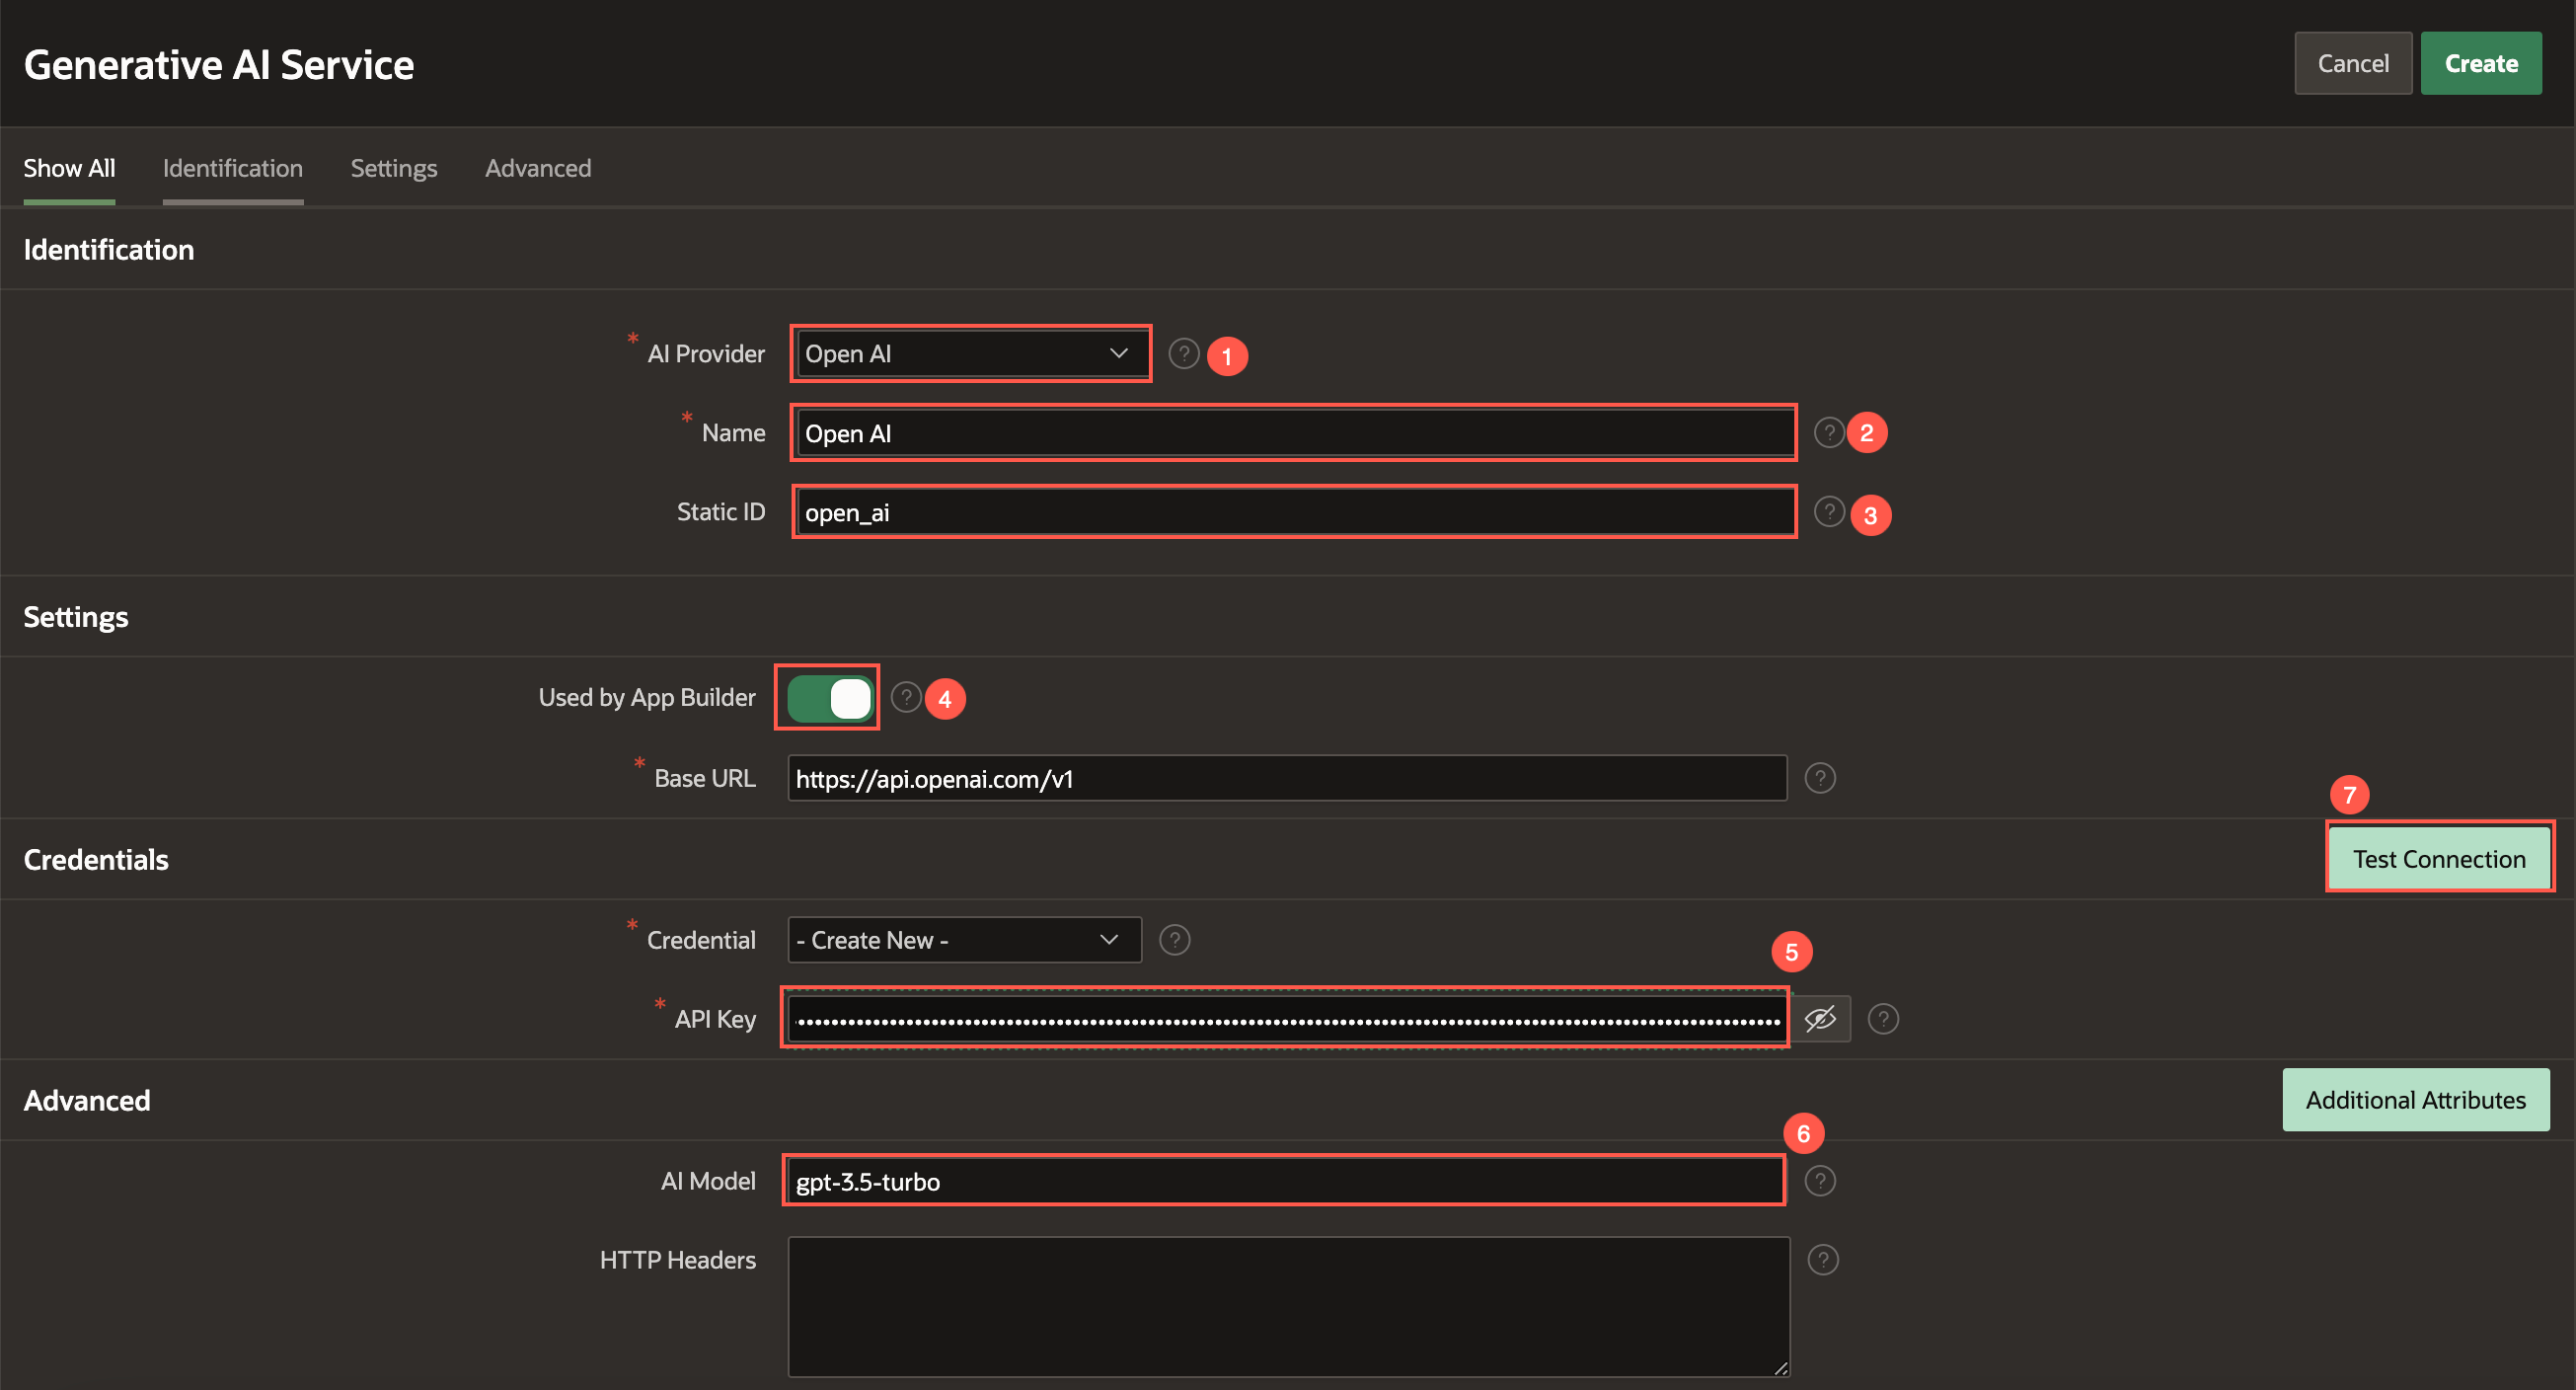 Generative AI Service
Cancel
Create
Show All
Identification
Settings
Advanced
Identification
* AI Provider
Open AI
?
1
* Name
Open AI
?
2
Static ID
open_ai
?
3
Settings
Used by App Builder
?
4
* Base URL
https://api.openai.com/v1
?
7
Credentials
Test Connection
* Credential
- Create New -
?
5
* API Key
?
Advanced
Additional Attributes
6
AI Model
gpt-3.5-turbo
?
HTTP Headers
?